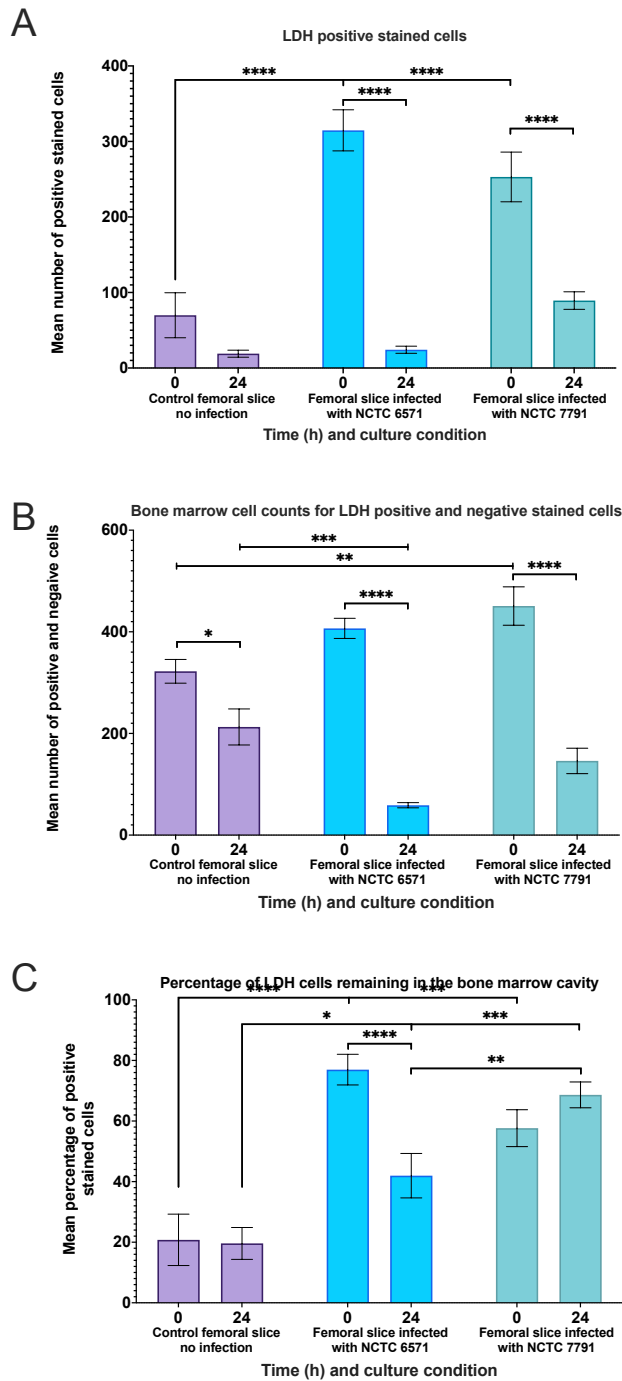 A
LDH positive stained cells
Mean number of positive stained cells
400
300
200
100
0
****
****
****
****
0
24
0
24
0
24
Control femoral slice
no infection
Femoral slice infected
with NCTC 6571
Femoral slice infected
with NCTC 7791
Time (h) and culture condition
B
Bone marrow cell counts for LDH positive and negative stained cells
Mean number of positive and negaive cells
600
400
200
0
***
**
****
****
*
0
24
0
24
0
24
Control femoral slice
no infection
Femoral slice infected
with NCTC 6571
Femoral slice infected
with NCTC 7791
Time (h) and culture condition
C
Percentage of LDH cells remaining in the bone marrow cavity
Mean percentage of positive
stained cells
100
80
60
40
20
0
****
***
*
***
****
**
0
24
0
24
0
24
Control femoral slice
no infection
Femoral slice infected
with NCTC 6571
Femoral slice infected
with NCTC 7791
Time (h) and culture condition